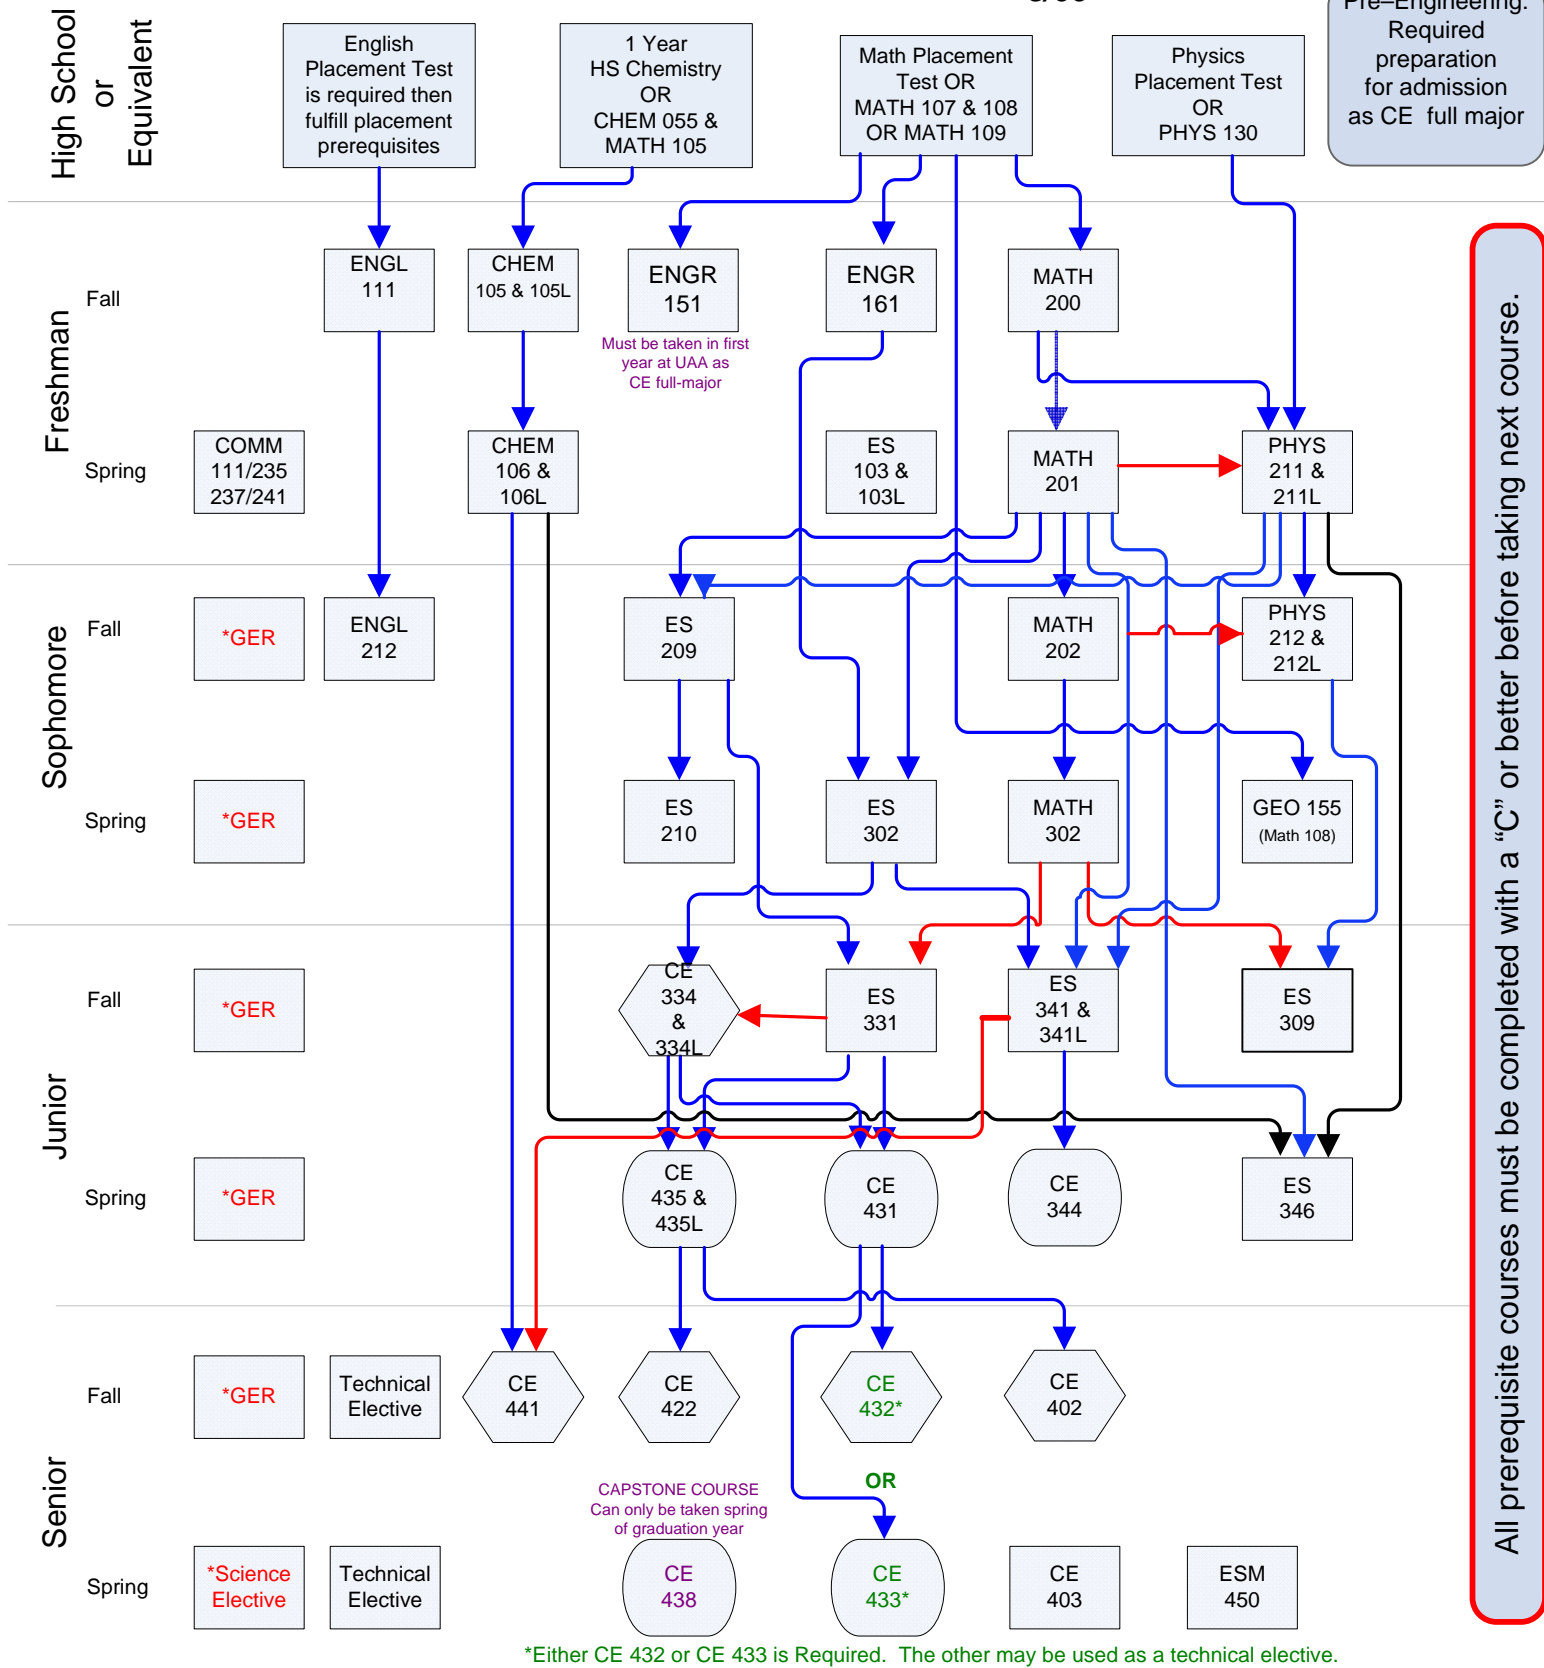 Pre–Engineering:
Required
preparation
for admission
as CE full major
High School
or
Equivalent
English
Placement Test
is required then
fulfill placement
prerequisites
1 Year
HS Chemistry
OR
CHEM 055 &
MATH 105
Math Placement
Test OR
MATH 107 & 108
OR MATH 109
Physics
Placement Test
OR
PHYS 130
Freshman
Fall
ENGL
111
CHEM
105 & 105L
ENGR
151
Must be taken in first
year at UAA as
CE full-major
ENGR
161
MATH
200
Spring
COMM
111/235
237/241
CHEM
106 &
106L
ES
103 &
103L
MATH
201
PHYS
211 &
211L
Sophomore
Fall
*GER
ENGL
212
ES
209
MATH
202
PHYS
212 &
212L
Spring
*GER
ES
210
ES
302
MATH
302
GEO 155
(Math 108)
Junior
Fall
*GER
CE
334
&
334L
ES
331
ES
341 &
341L
ES
309
Spring
*GER
CE
435 &
435L
CE
431
CE
344
ES
346
Senior
Fall
*GER
Technical
Elective
CE
441
CE
422
CE
432*
CE
402
OR
CAPSTONE COURSE
Can only be taken spring
of graduation year
Spring
*Science
Elective
Technical
Elective
CE
438
CE
433*
CE
403
ESM
450
*Either CE 432 or CE 433 is Required. The other may be used as a technical elective.
All prerequisite courses must be completed with a “C” or better before taking next course.